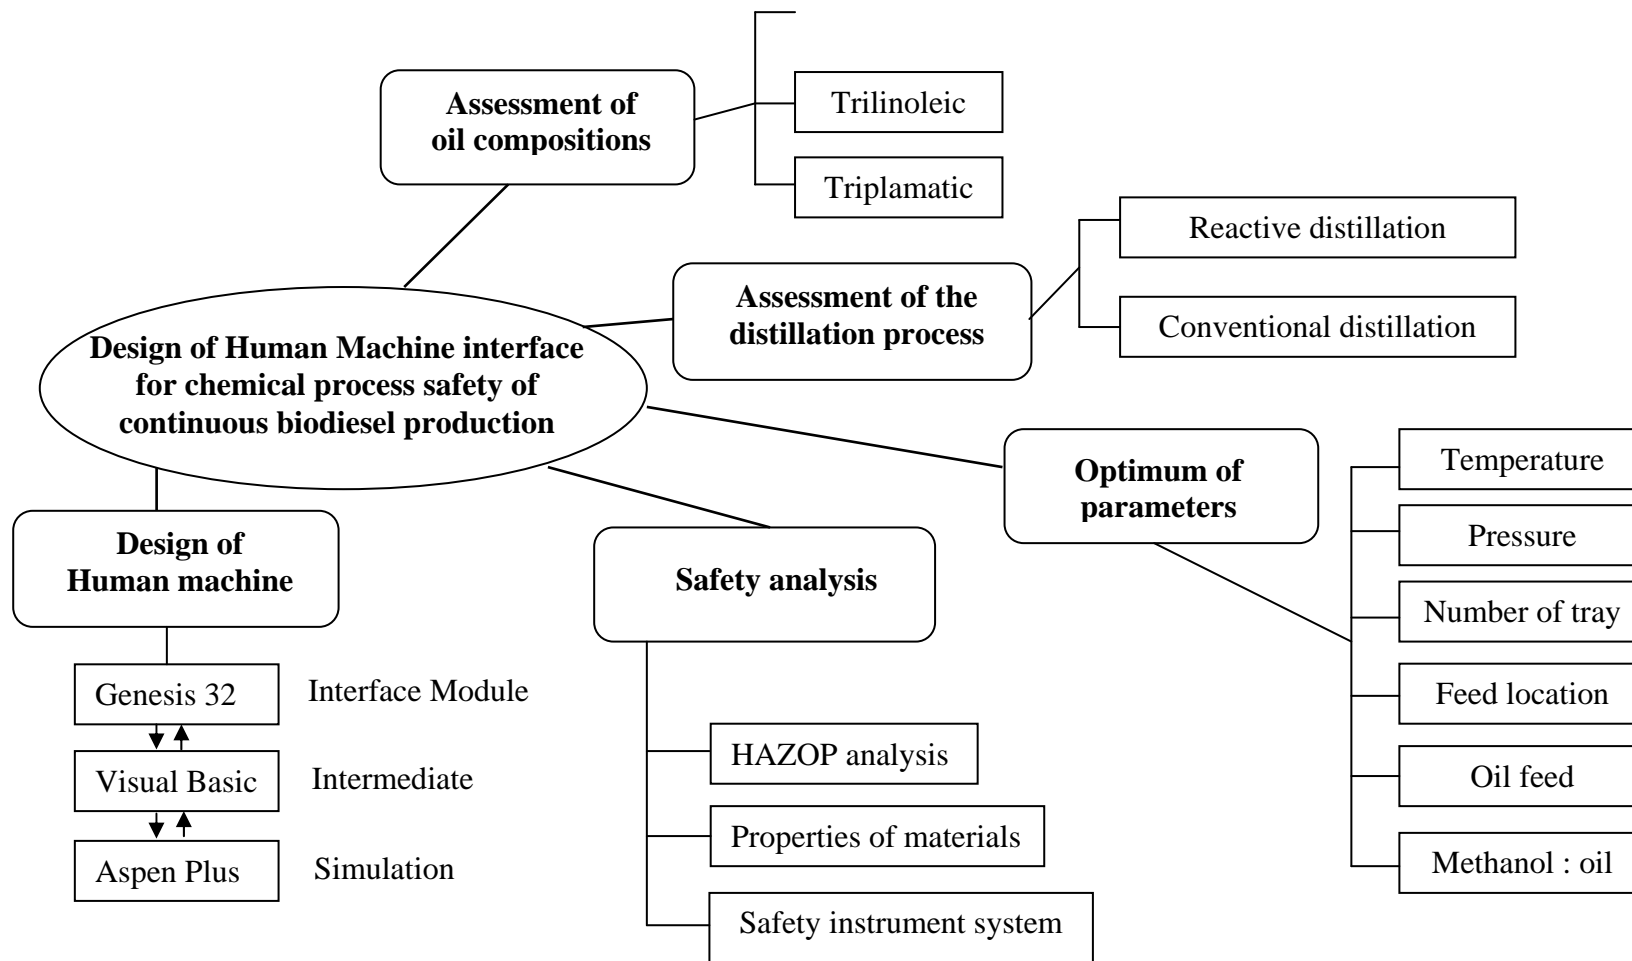 Assessment of
oil compositions
Trilinoleic
Triplamatic
Assessment of the
distillation process
Reactive distillation
Conventional distillation
Design of Human Machine interface
for chemical process safety of
continuous biodiesel production
Optimum of
parameters
Temperature
Pressure
Number of tray
Feed location
Oil feed
Methanol : oil
Design of
Human machine
Genesis 32
Interface Module
Visual Basic
Intermediate
Aspen Plus
Simulation
Safety analysis
HAZOP analysis
Properties of materials
Safety instrument system